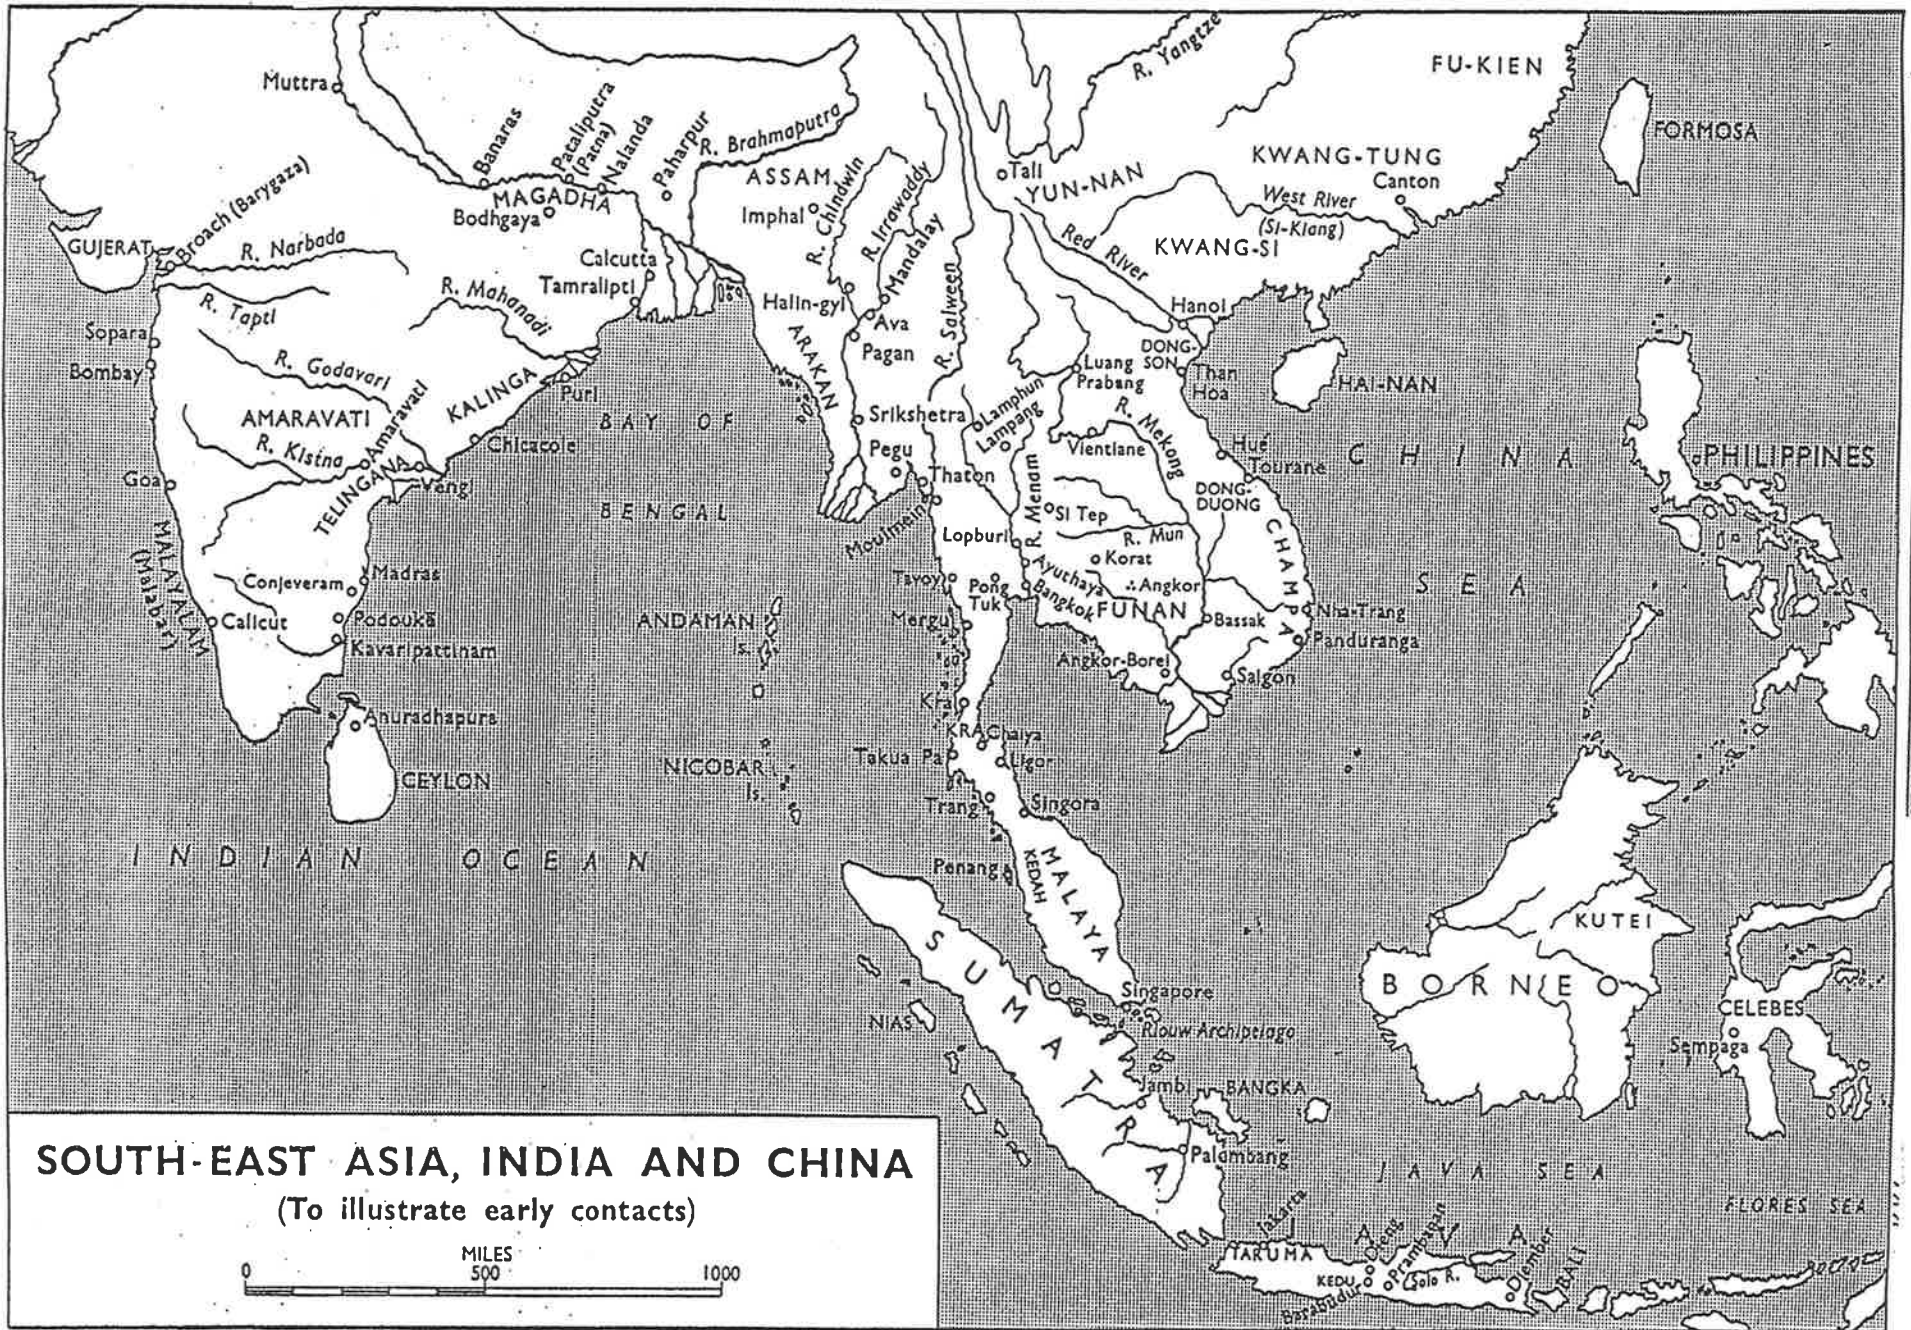 R. Yangtze
FU-KIEN
Muttra
Banaras
Pataliputra
(Patna)
Nalanda
Paharpur
R. Brahmaputra
FORMOSA
KWANG-TUNG
Canton
ASSAM
Tali
YUN-NAN
West River
(Si-Kiang)
MAGADHA
Bodhgaya
Imphal
R. Chindwin
R. Irrawaddy
Mandalay
Broach (Barygaza)
GUJERAT
R. Narbada
Red River
KWANG-SI
Calcutta
Tamralipti
R. Mahanadi
Halin-gyi
R. Salween
Hanoi
R. Tapti
Sopara
Ava
Pagan
ARAKAN
DONG-
SON
Luang
Prabang
Than
Hoa
HAI-NAN
Bombay
R. Godavari
KALINGA
Puri
AMARAVATI
Amaravati
BAY OF
BENGAL
Srikshetra
Lamphun
Lampang
R. Mekong
Vientiane
Hué
Tourane
CHINA
SEA
PHILIPPINES
R. Kistna
Chicacole
Pegu
Thaton
Goa
TELINGANA
Veng
Moulmein
R. Menam
Si Tep
DONG-
DUONG
CHAMPA
Lopburi
R. Mun
Korat
MALAYALAM
(Malabar)
Conjeveram
Madras
Tavoy
Pong
Tuk
Ayuthaya
Bangkok
Angkor
FUNAN
Calicut
Podoukē
Kavaripattinam
ANDAMAN
Is.
Mergui
Bassak
Nha-Trang
Panduranga
Angkor-Borei
Saigon
Anuradhapura
CEYLON
Kra
KRA
Chaiya
Takua Pa
Ligor
NICOBAR
Is.
Trang
Singora
INDIAN OCEAN
Penang
KEDAH
MALAYA
KUTEI
SUMATRA
BORNEO
Singapore
Riouw Archipelago
NIAS
CELEBES
Sempaga
Jambi
BANGKA
Palembang
JAVA SEA
FLORES SEA
Jakarta
JAVA
TARUMA
Dieng
Prambanan
KEDU
Solo R.
Barabudur
Djember
BALI
SOUTH-EAST ASIA, INDIA AND CHINA
(To illustrate early contacts)
MILES
0 500 1000